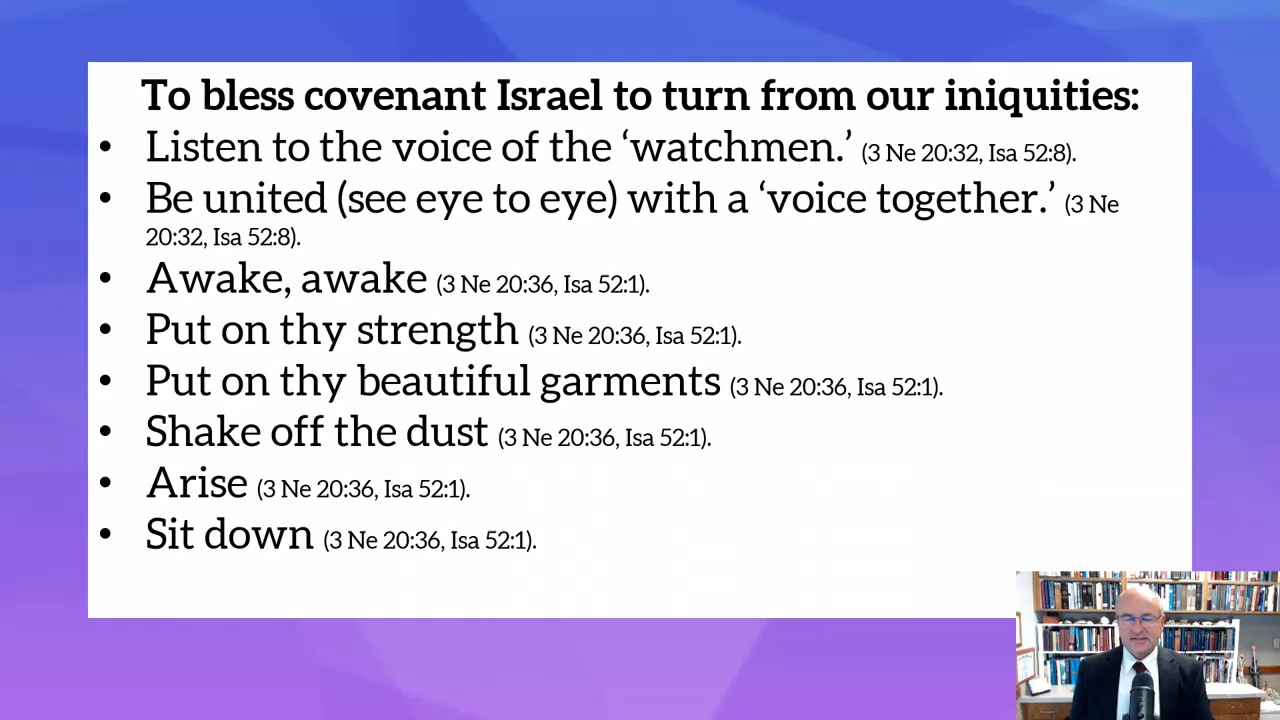 To bless covenant Israel to turn from our iniquities:
• Listen to the voice of the ‘watchmen.’ (3 Ne 20:32, Isa 52:8).
• Be united (see eye to eye) with a ‘voice together.’ (3 Ne
20:32, Isa 52:8).
• Awake, awake (3 Ne 20:36, Isa 52:1).
• Put on thy strength (3 Ne 20:36, Isa 52:1).
• Put on thy beautiful garments (3 Ne 20:36, Isa 52:1).
• Shake off the dust (3 Ne 20:36, Isa 52:1).
• Arise (3 Ne 20:36, Isa 52:1).
• Sit down (3 Ne 20:36, Isa 52:1).